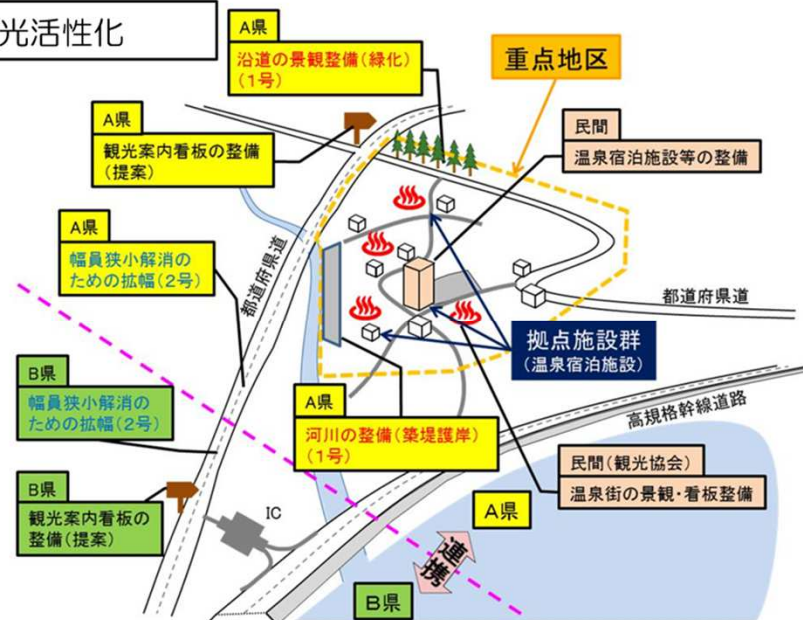 光活性化
A県
沿道の景観整備(緑化)
(1号)
重点地区
A県
観光案内看板の整備
(提案)
民間
温泉宿泊施設等の整備
A県
幅員狭小解消の
ための拡幅(2号)
都道府県道
都道府県道
拠点施設群
(温泉宿泊施設)
B県
幅員狭小解消の
ための拡幅(2号)
A県
河川の整備(築堤護岸)
(1号)
高規格幹線道路
民間(観光協会)
温泉街の景観・看板整備
B県
観光案内看板の
整備(提案)
IC
A県
連携
B県